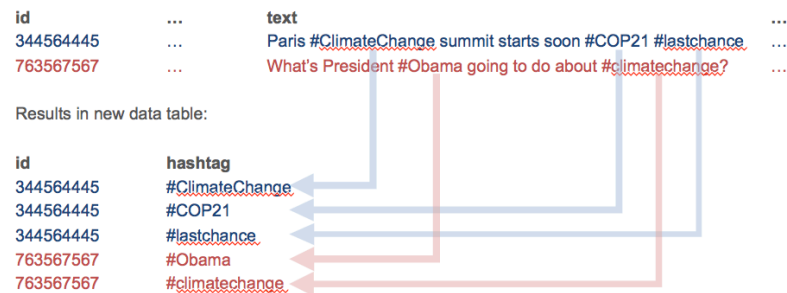 id … text …
344564445 … Paris #ClimateChange summit starts soon #COP21 #lastchance …
763567567 … What's President #Obama going to do about #climatechange? …
Results in new data table:
id hashtag
344564445 #ClimateChange
344564445 #COP21
344564445 #lastchance
763567567 #Obama
763567567 #climatechange